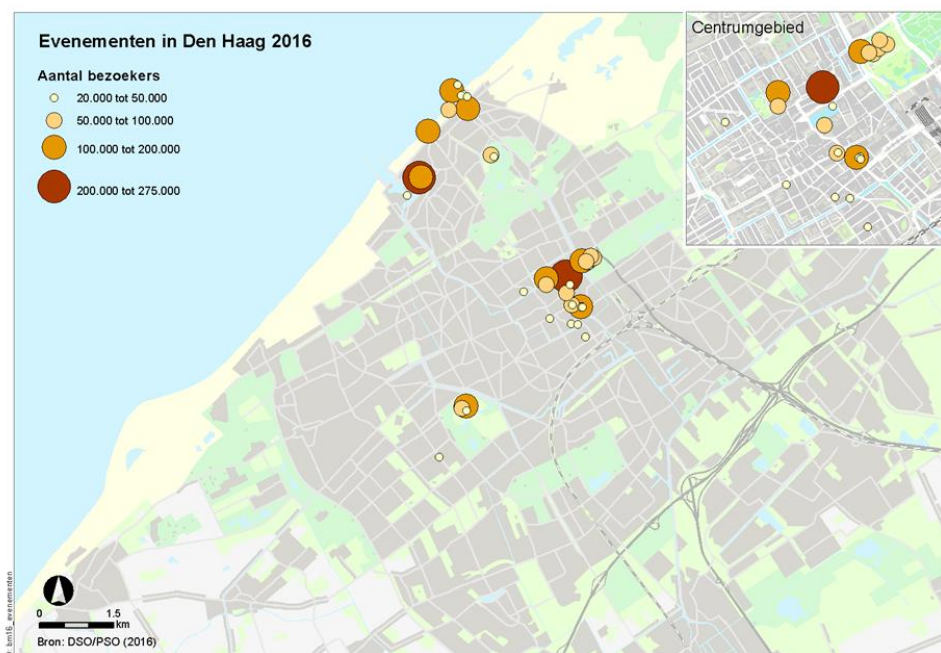 Evenementen in Den Haag 2016
Aantal bezoekers
20.000 tot 50.000
50.000 tot 100.000
100.000 tot 200.000
200.000 tot 275.000
Centrumgebied
0 1.5
km
Bron: DSO/PSO (2016)
bm16_evenementen